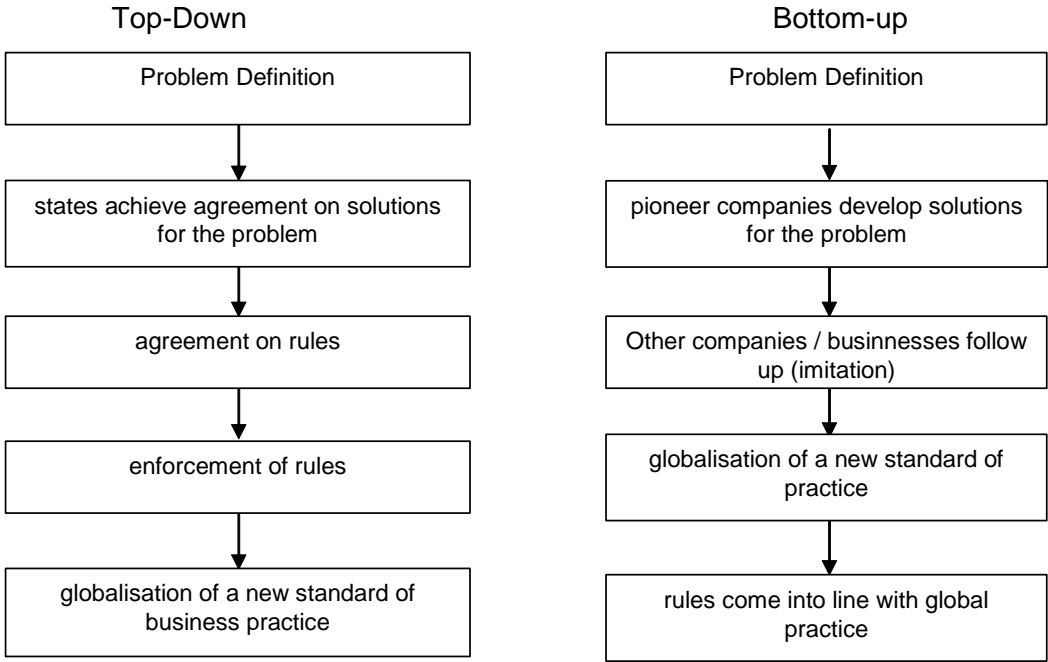 Top-Down
Problem Definition
states achieve agreement on solutions
for the problem
agreement on rules
enforcement of rules
globalisation of a new standard of
business practice
Bottom-up
Problem Definition
pioneer companies develop solutions
for the problem
Other companies / businnesses follow
up (imitation)
globalisation of a new standard of
practice
rules come into line with global
practice